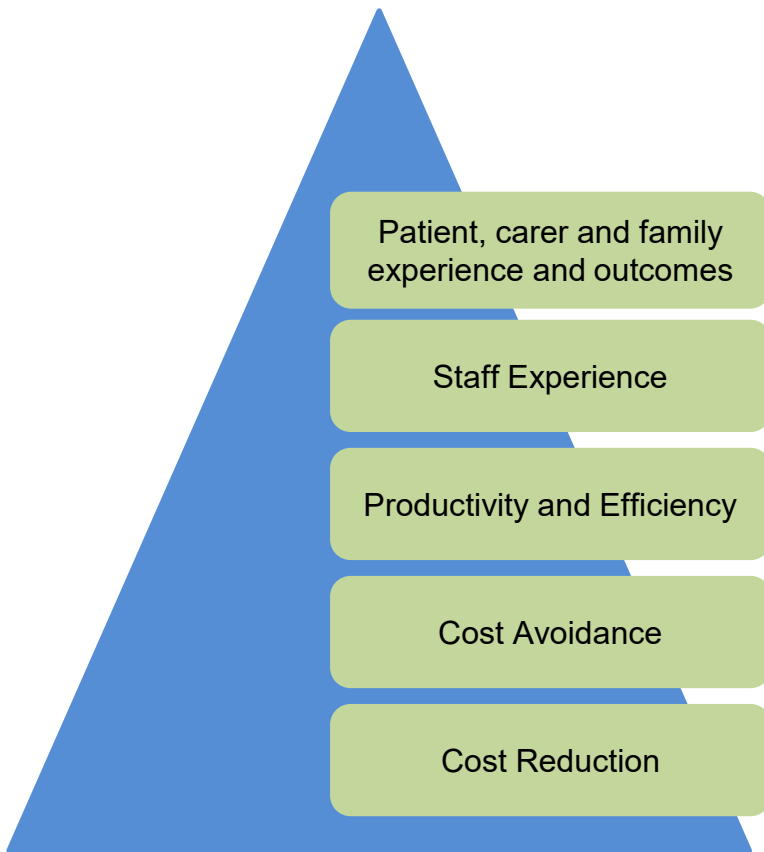 Patient, carer and family
experience and outcomes
Staff Experience
Productivity and Efficiency
Cost Avoidance
Cost Reduction